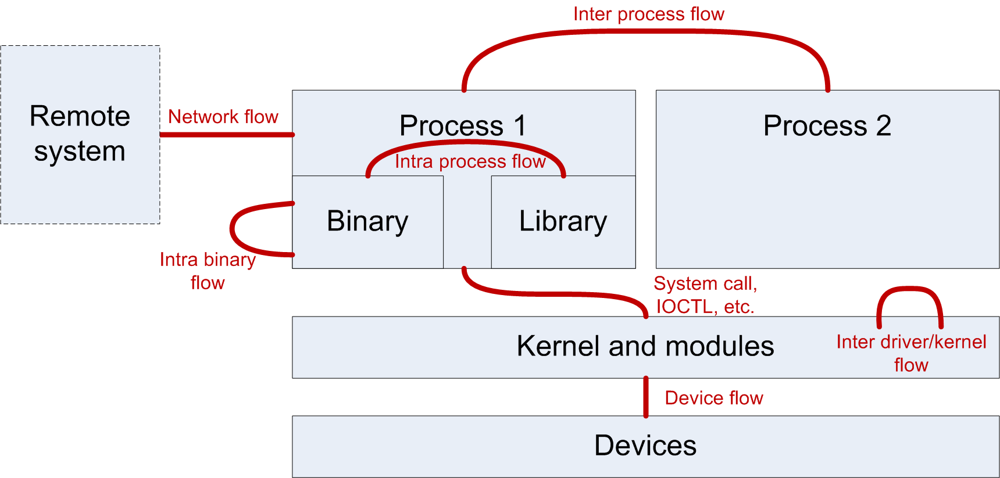 Inter process flow
Remote
system
Network flow
Process 1
Process 2
Intra process flow
Binary
Library
Intra binary
flow
System call,
IOCTL, etc.
Kernel and modules
Inter driver/kernel
flow
Device flow
Devices